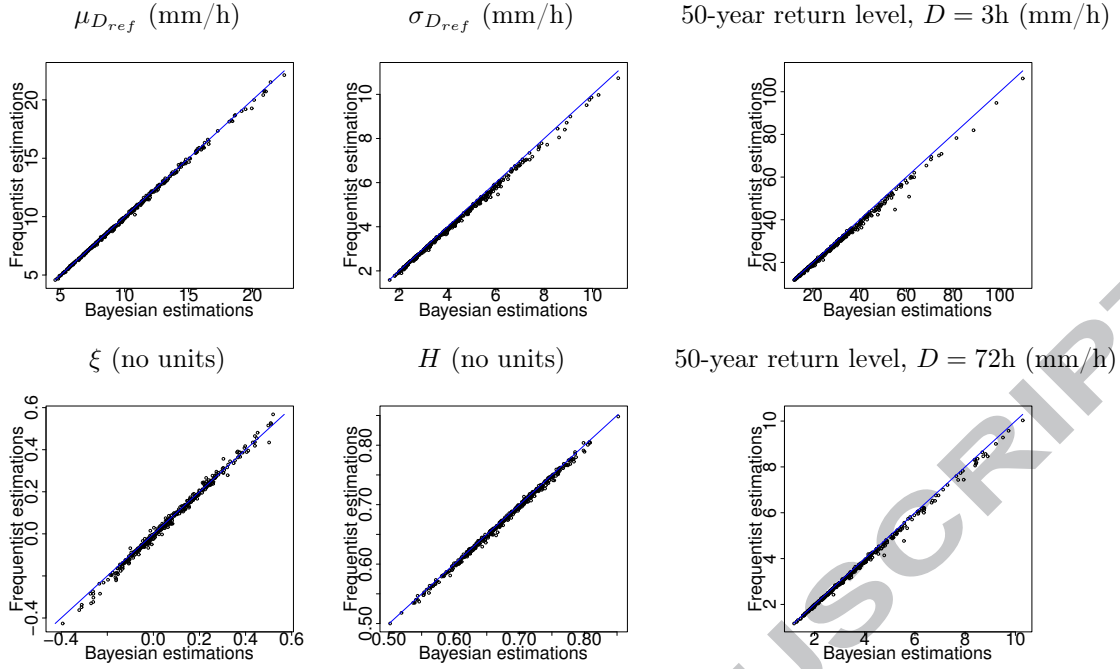 μ_{D_{ref}} (mm/h)
σ_{D_{ref}} (mm/h)
50-year return level, D = 3h (mm/h)
Frequentist estimations
5 10 15 20
5 10 15 20
Bayesian estimations
Frequentist estimations
2 4 6 8 10
2 4 6 8 10
Bayesian estimations
Frequentist estimations
20 40 60 80 100
20 40 60 80 100
Bayesian estimations
ξ (no units)
H (no units)
50-year return level, D = 72h (mm/h)
Frequentist estimations
−0.4 0.0 0.2 0.4 0.6
−0.4 0.0 0.2 0.4 0.6
Bayesian estimations
Frequentist estimations
0.50 0.60 0.70 0.80
0.50 0.60 0.70 0.80
Bayesian estimations
Frequentist estimations
2 4 6 8 10
2 4 6 8 10
Bayesian estimations
USCRIPT